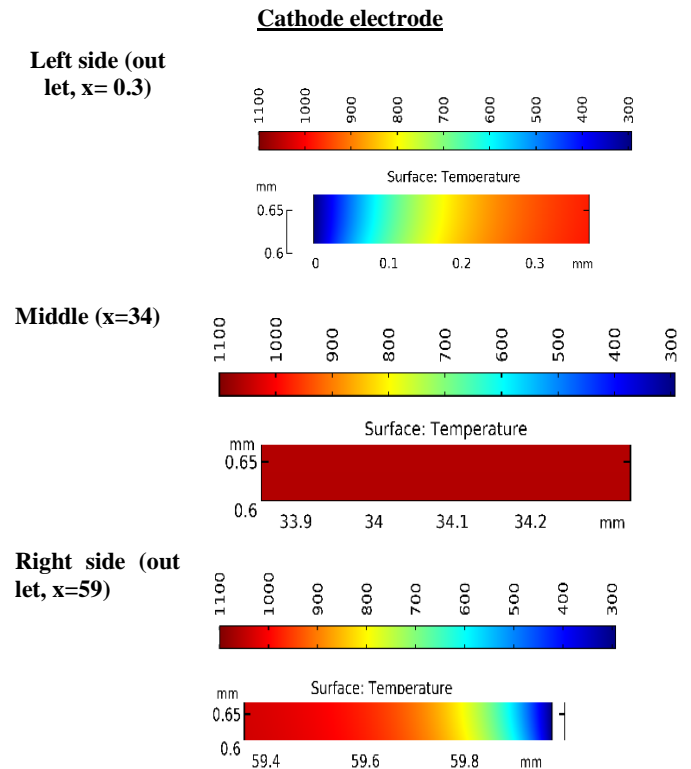 Cathode electrode
Left side (out
let, x= 0.3)
1100 1000 900 800 700 600 500 400 300
Surface: Temperature
mm
0.65
0.6
0 0.1 0.2 0.3 mm
Middle (x=34)
1100 1000 900 800 700 600 500 400 300
Surface: Temperature
mm
0.65
0.6
33.9 34 34.1 34.2 mm
Right side (out
let, x=59)
1100 1000 900 800 700 600 500 400 300
Surface: Temperature
mm
0.65
0.6
59.4 59.6 59.8 mm